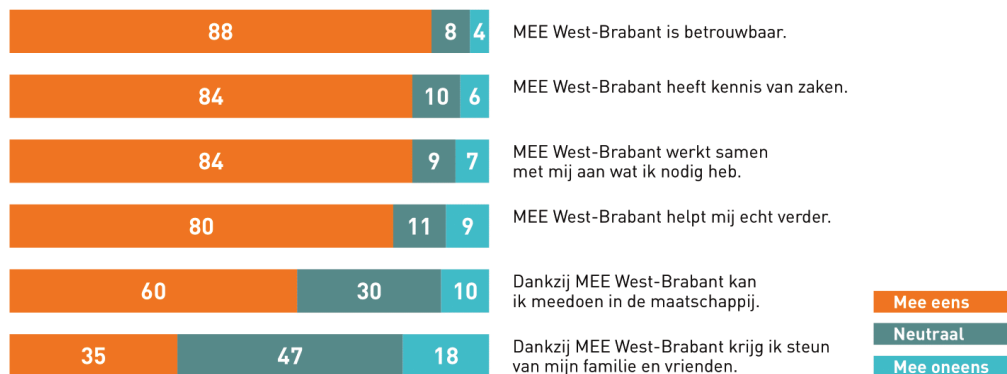 88 8 4 MEE West-Brabant is betrouwbaar.
84 10 6 MEE West-Brabant heeft kennis van zaken.
84 9 7 MEE West-Brabant werkt samen
met mij aan wat ik nodig heb.
80 11 9 MEE West-Brabant helpt mij echt verder.
60 30 10 Dankzij MEE West-Brabant kan
ik meedoen in de maatschappij.
35 47 18 Dankzij MEE West-Brabant krijg ik steun
van mijn familie en vrienden.
Mee eens
Neutraal
Mee oneens